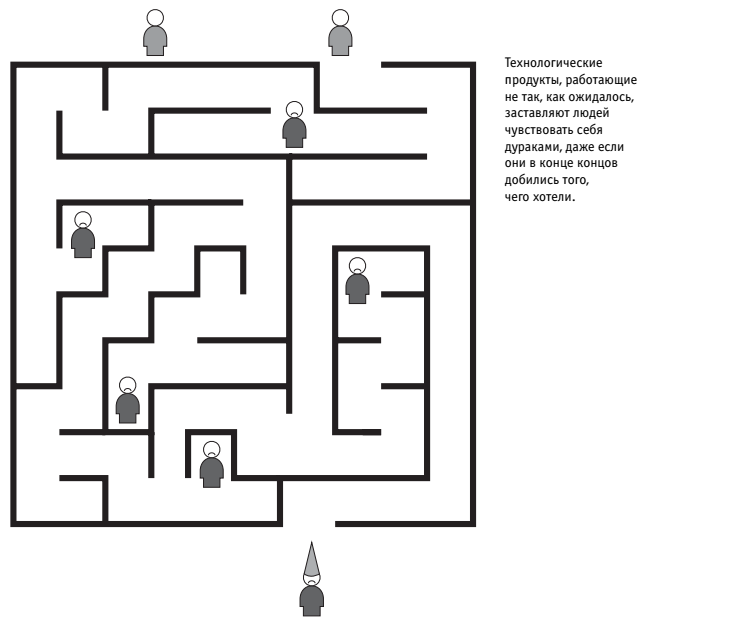 Технологические
продукты, работающие
не так, как ожидалось,
заставляют людей
чувствовать себя
дураками, даже если
они в конце концов
добились того,
чего хотели.